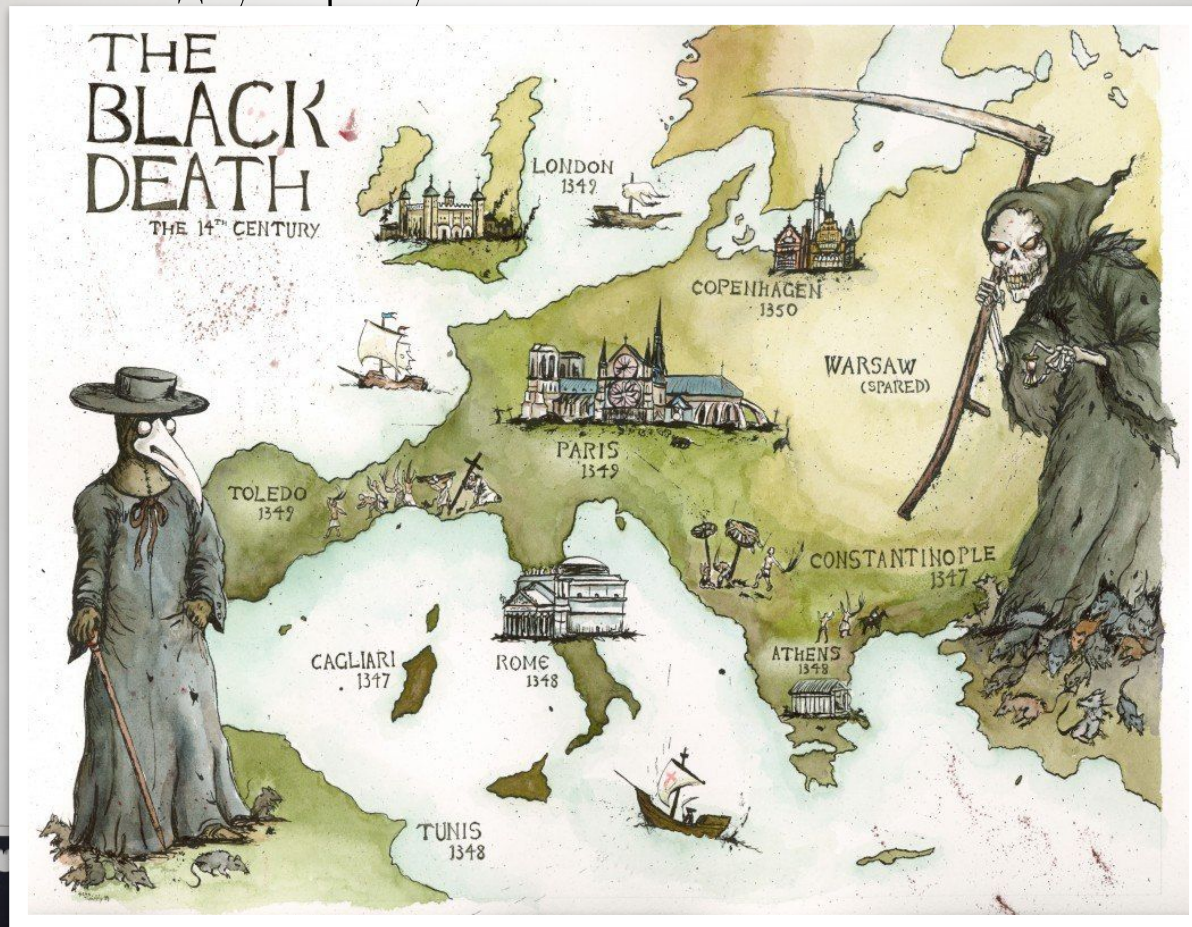 THE
BLACK
DEATH
THE 14TH CENTURY
LONDON
1349
COPENHAGEN
1350
WARSAW
(SPARED)
PARIS
1349
TOLEDO
1349
CONSTANTINOPLE
1347
CAGLIARI
1347
ROME
1348
ATHENS
1348
TUNIS
1348